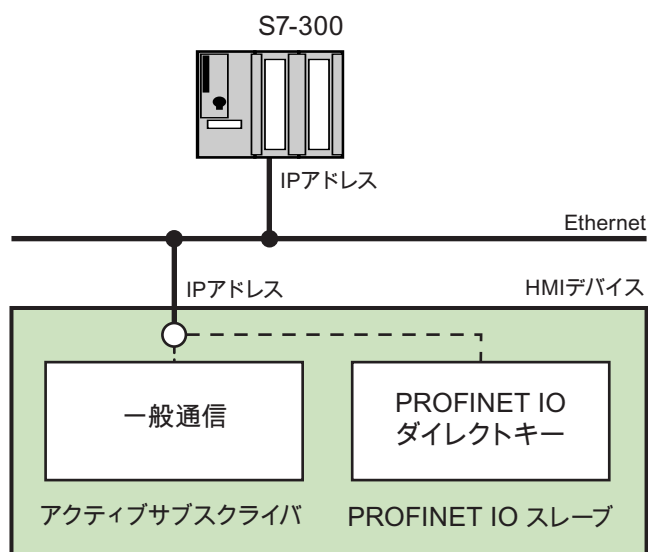 S7-300
IPアドレス
Ethernet
IPアドレス
HMIデバイス
一般通信
PROFINET IO
ダイレクトキー
アクティブサブスクライバ
PROFINET IO スレーブ